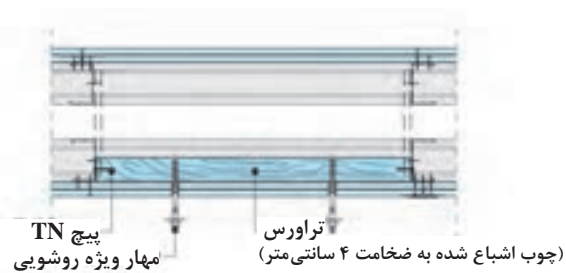 تراورس
(چوب اشباع شده به ضخامت ۴ سانتی‌متر)
پیچ TN
مهار ویژه روشویی